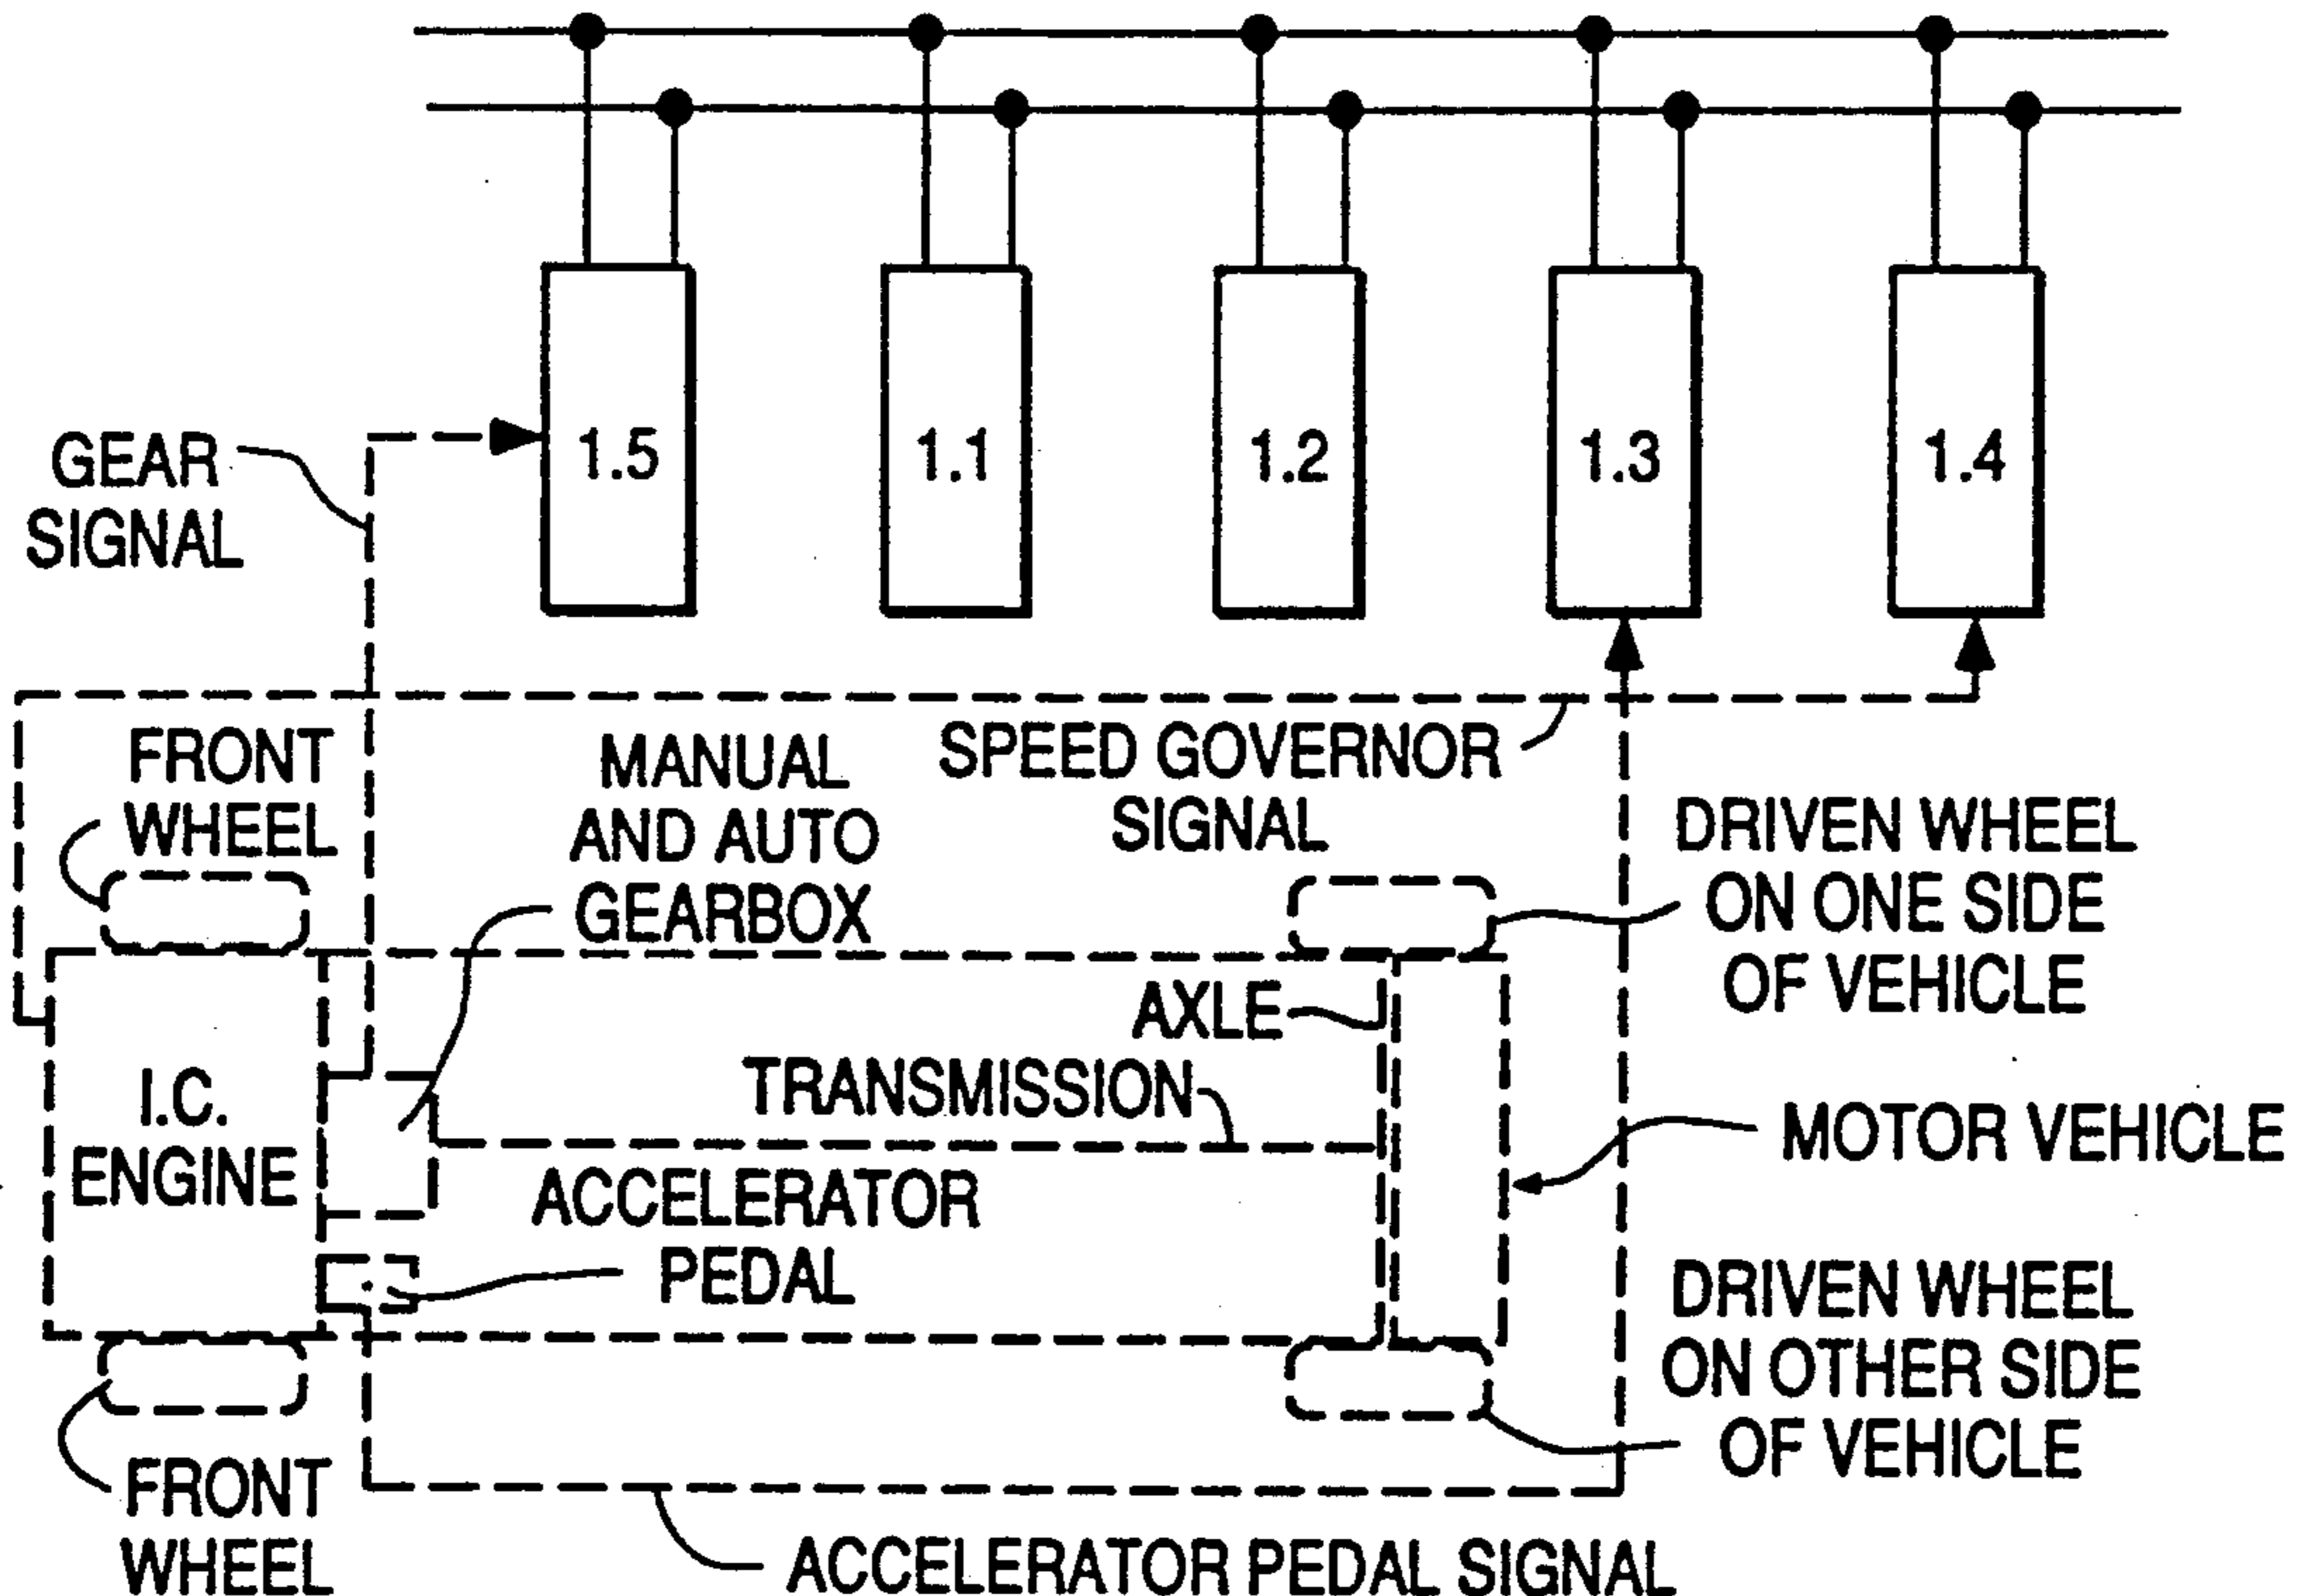 1.5
1.1
1.2
1.3
1.4
GEAR
SIGNAL
FRONT
WHEEL
MANUAL
AND AUTO
GEARBOX
SPEED GOVERNOR
SIGNAL
DRIVEN WHEEL
ON ONE SIDE
OF VEHICLE
AXLE
I.C.
ENGINE
TRANSMISSION
MOTOR VEHICLE
ACCELERATOR
PEDAL
DRIVEN WHEEL
ON OTHER SIDE
OF VEHICLE
FRONT
WHEEL
ACCELERATOR PEDAL SIGNAL